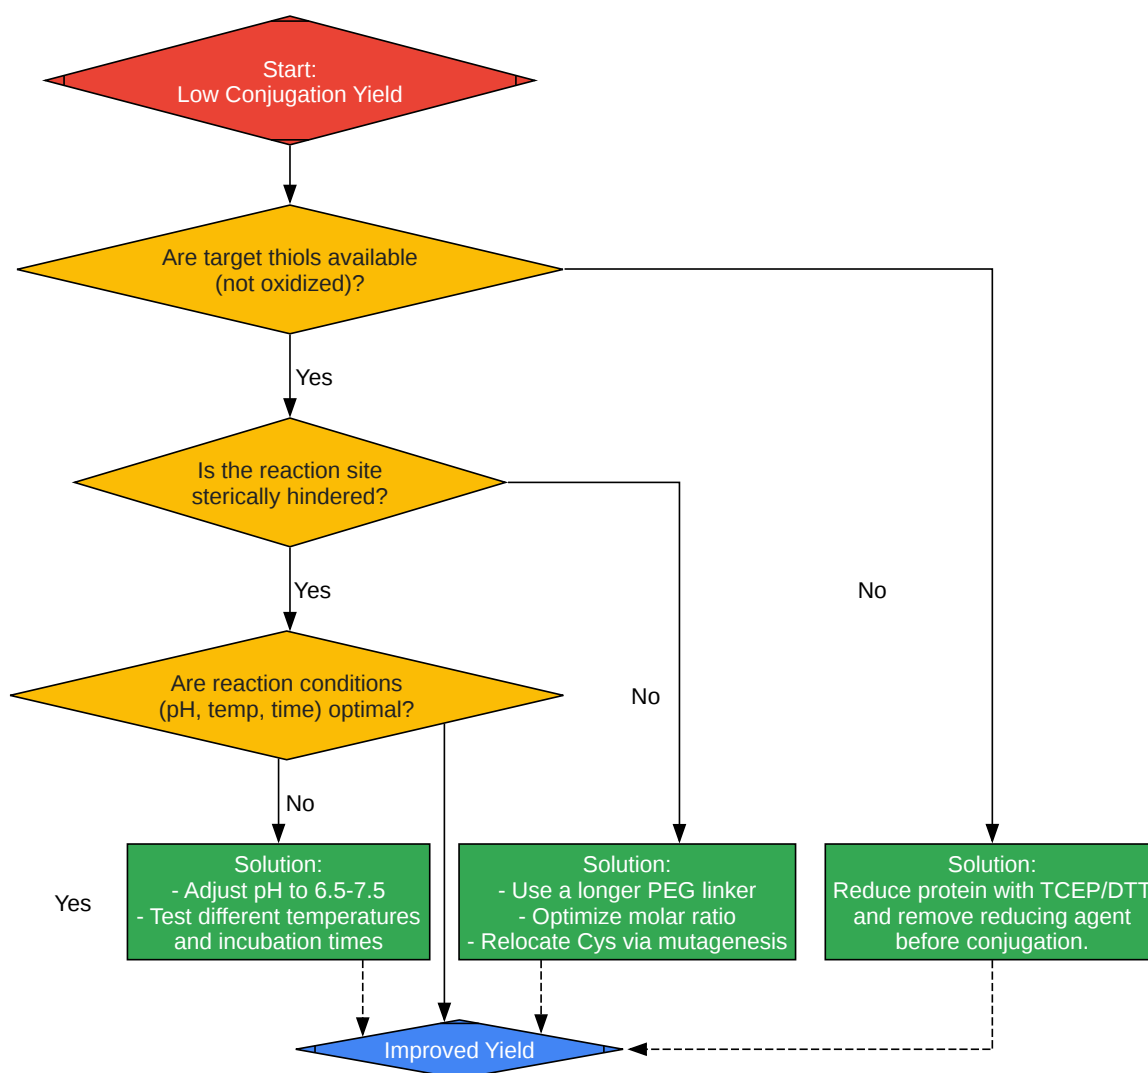 Start:
Low Conjugation Yield
Are target thiols available
(not oxidized)?
Yes
Is the reaction site
sterically hindered?
Yes
No
Are reaction conditions
(pH, temp, time) optimal?
No
No
Yes
Solution:
- Adjust pH to 6.5-7.5
- Test different temperatures
and incubation times
Solution:
- Use a longer PEG linker
- Optimize molar ratio
- Relocate Cys via mutagenesis
Solution:
Reduce protein with TCEP/DTT
and remove reducing agent
before conjugation.
Improved Yield